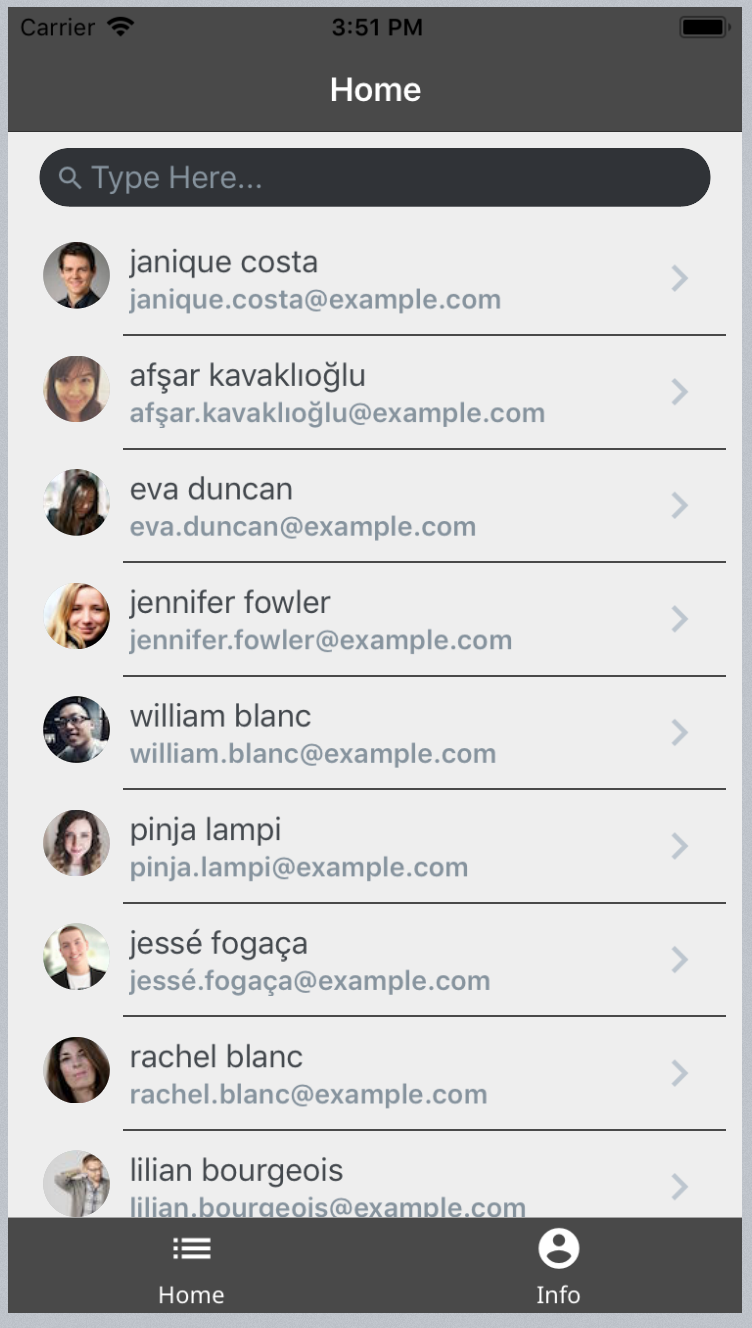 Carrier 3:51 PM
Home
Type Here...
janique costa
janique.costa@example.com
afşar kavaklıoğlu
afşar.kavaklıoğlu@example.com
eva duncan
eva.duncan@example.com
jennifer fowler
jennifer.fowler@example.com
william blanc
william.blanc@example.com
pinja lampi
pinja.lampi@example.com
jessé fogaça
jessé.fogaça@example.com
rachel blanc
rachel.blanc@example.com
lilian bourgeois
lilian.bourgeois@example.com
Home Info